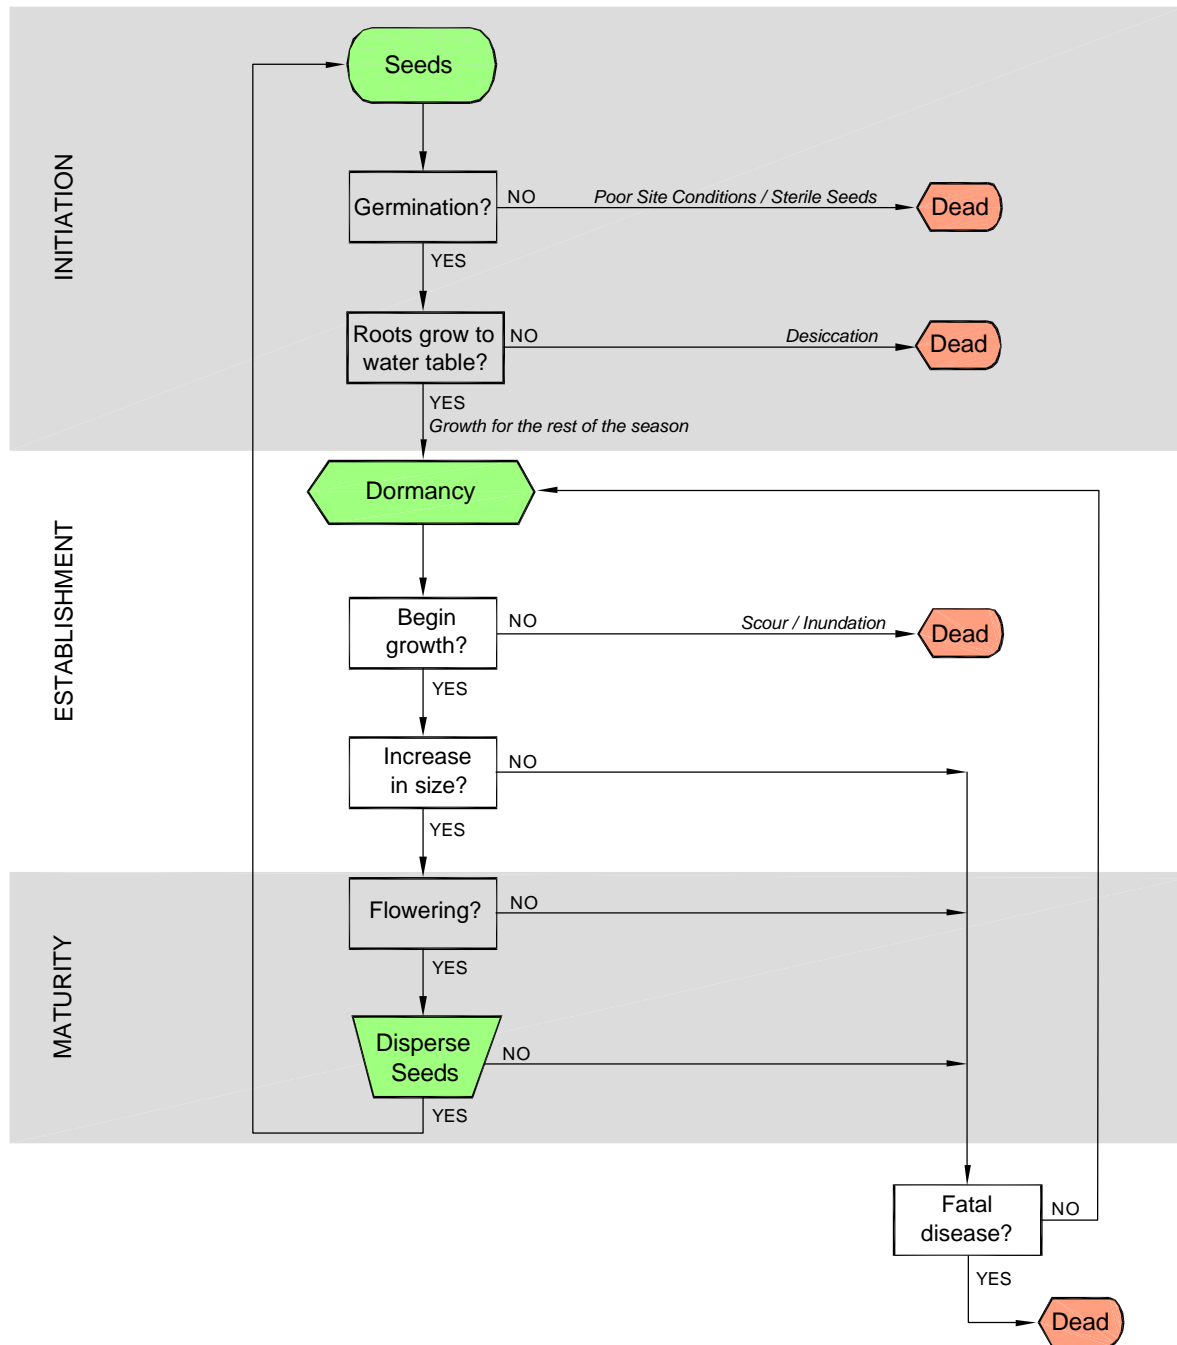 INITIATION
Seeds
Germination?
NO
Poor Site Conditions / Sterile Seeds
Dead
YES
Roots grow to
water table?
NO
Desiccation
Dead
YES
Growth for the rest of the season
ESTABLISHMENT
Dormancy
Begin
growth?
NO
Scour / Inundation
Dead
YES
Increase
in size?
NO
YES
MATURITY
Flowering?
NO
YES
Disperse
Seeds
NO
YES
Fatal
disease?
NO
YES
Dead